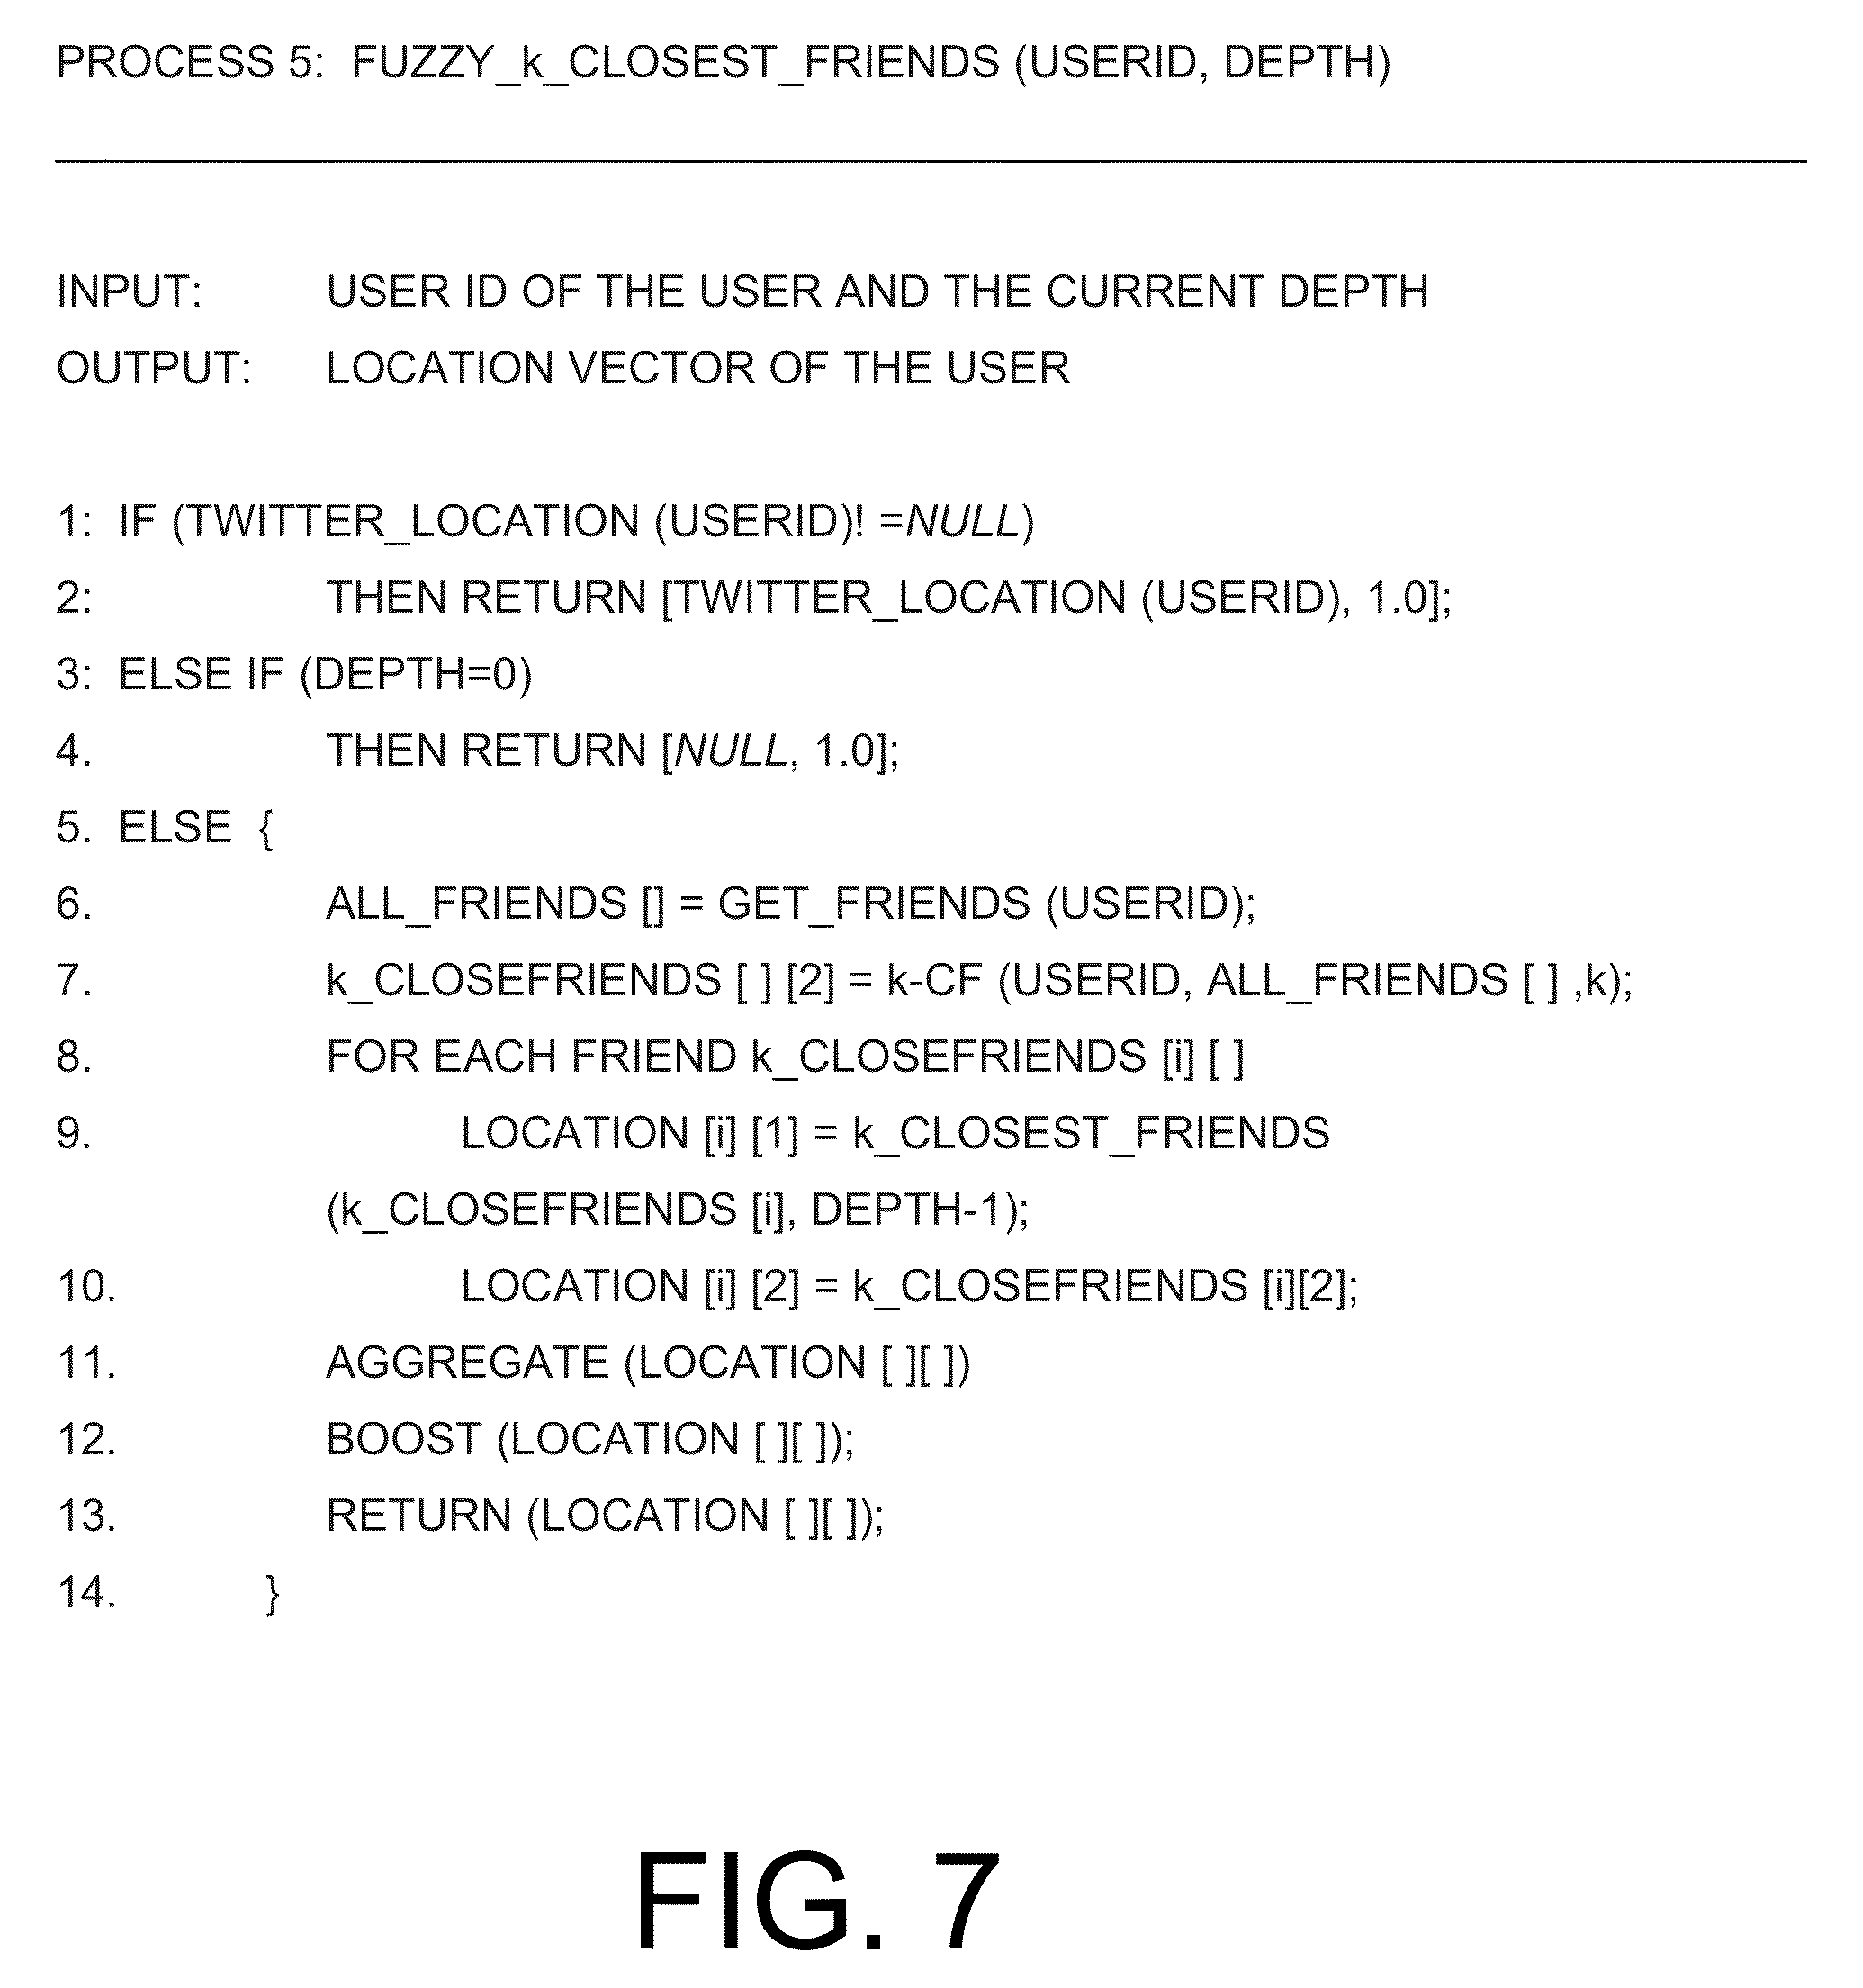 PROCESS 5: FUZZY_k_CLOSEST_FRIENDS (USERID, DEPTH)
INPUT: USER ID OF THE USER AND THE CURRENT DEPTH
OUTPUT: LOCATION VECTOR OF THE USER
1: IF (TWITTER_LOCATION (USERID)! =NULL)
2: THEN RETURN [TWITTER_LOCATION (USERID), 1.0];
3: ELSE IF (DEPTH=0)
4. THEN RETURN [NULL, 1.0];
5. ELSE {
6. ALL_FRIENDS [] = GET_FRIENDS (USERID);
7. k_CLOSEFRIENDS [ ] [2] = k-CF (USERID, ALL_FRIENDS [ ] ,k);
8. FOR EACH FRIEND k_CLOSEFRIENDS [i] [ ]
9. LOCATION [i] [1] = k_CLOSEST_FRIENDS
(k_CLOSEFRIENDS [i], DEPTH-1);
10. LOCATION [i] [2] = k_CLOSEFRIENDS [i][2];
11. AGGREGATE (LOCATION [ ][ ])
12. BOOST (LOCATION [ ][ ]);
13. RETURN (LOCATION [ ][ ]);
14. }
FIG. 7